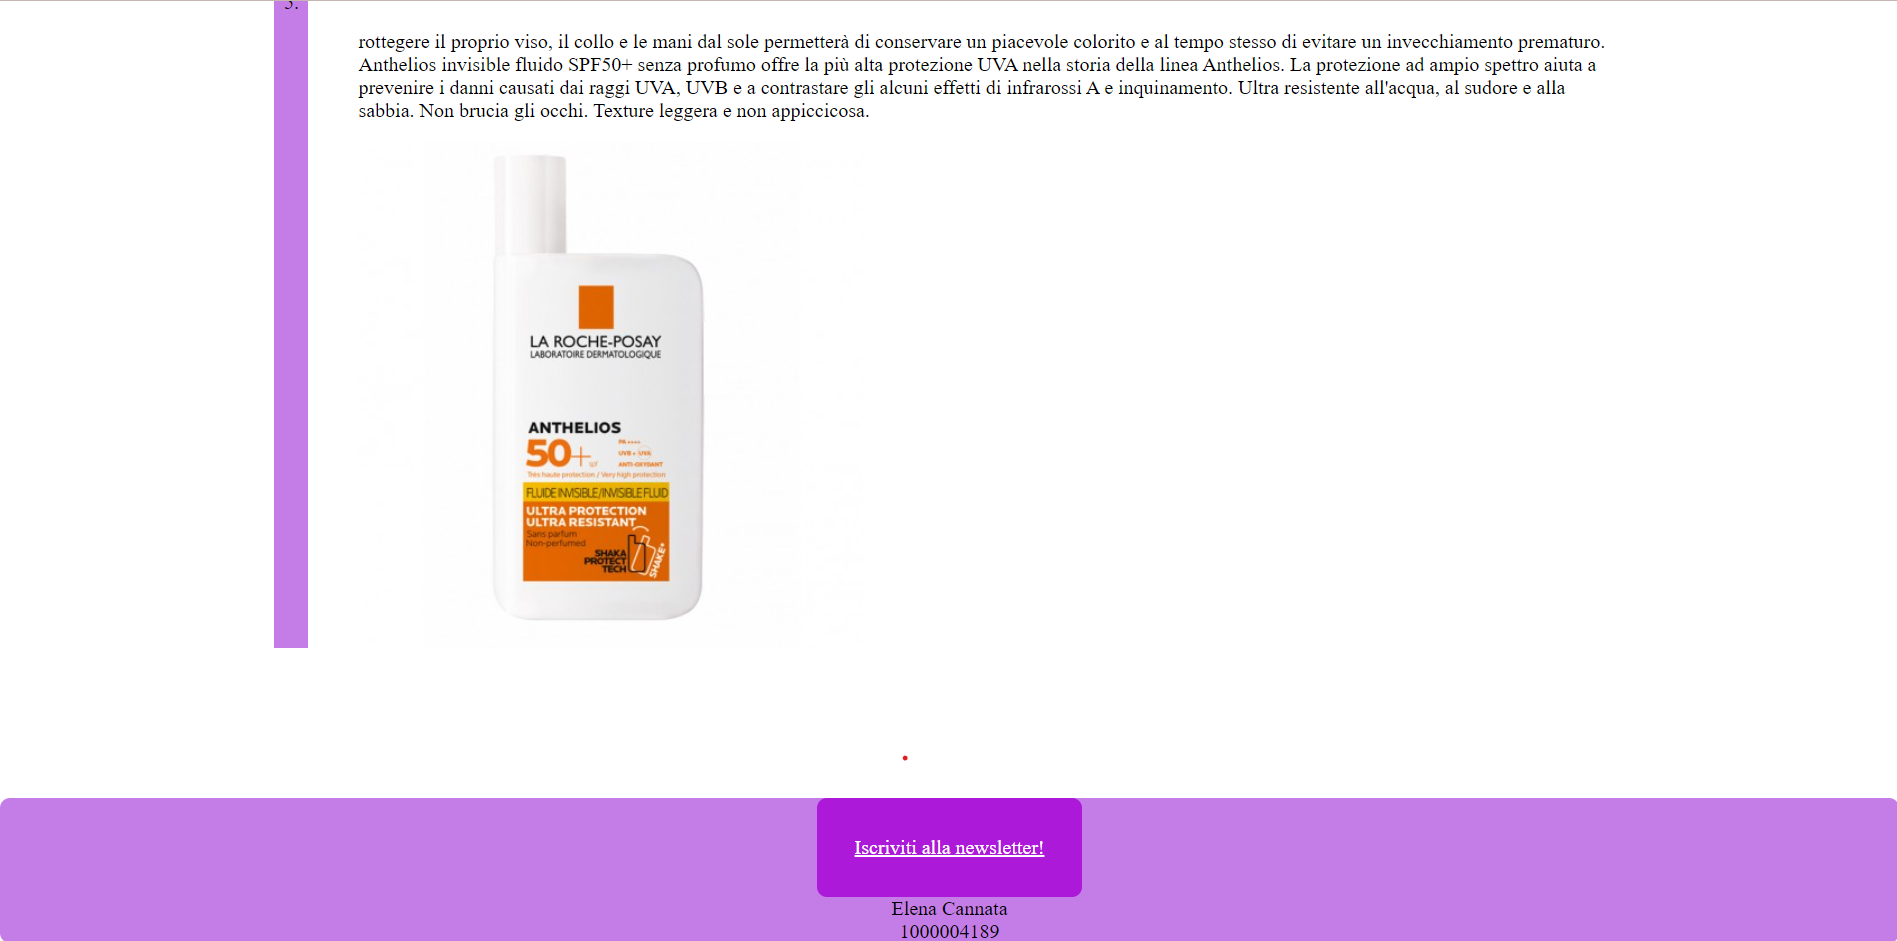 rottegere il proprio viso, il collo e le mani dal sole permetterà di conservare un piacevole colorito e al tempo stesso di evitare un invecchiamento prematuro.
Anthelios invisible fluido SPF50+ senza profumo offre la più alta protezione UVA nella storia della linea Anthelios. La protezione ad ampio spettro aiuta a
prevenire i danni causati dai raggi UVA, UVB e a contrastare gli alcuni effetti di infrarossi A e inquinamento. Ultra resistente all'acqua, al sudore e alla
sabbia. Non brucia gli occhi. Texture leggera e non appiccicosa.
LA ROCHE-POSAY
LABORATOIRE DERMATOLOGIQUE
ANTHELIOS
50+ spf
PA ++++
UVB + UVA
ANTI-OXYDANT
Très haute protection / Very high protection
FLUIDE INVISIBLE/INVISIBLE FLUID
ULTRA PROTECTION
ULTRA RESISTANT
Sans parfum
Non-perfumed
SHAKA
PROTECT
TECH
SHAKE
Iscriviti alla newsletter!
Elena Cannata
1000004189